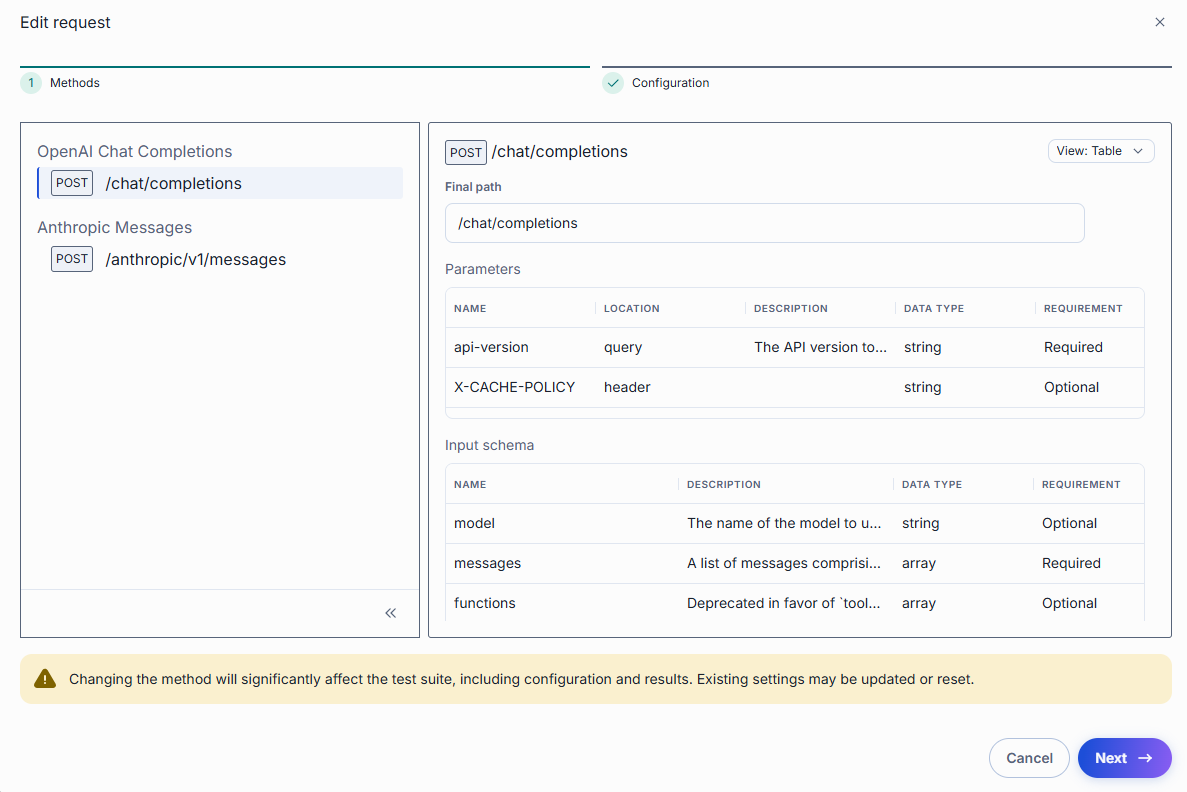 Edit request
1 Methods
Configuration
OpenAI Chat Completions
POST /chat/completions
Anthropic Messages
POST /anthropic/v1/messages
POST /chat/completions
View: Table
Final path
/chat/completions
Parameters
NAME LOCATION DESCRIPTION DATA TYPE REQUIREMENT
api-version query The API version to... string Required
X-CACHE-POLICY header string Optional
Input schema
NAME DESCRIPTION DATA TYPE REQUIREMENT
model The name of the model to u... string Optional
messages A list of messages comprisi... array Required
functions Deprecated in favor of `tool... array Optional
Changing the method will significantly affect the test suite, including configuration and results. Existing settings may be updated or reset.
Cancel Next